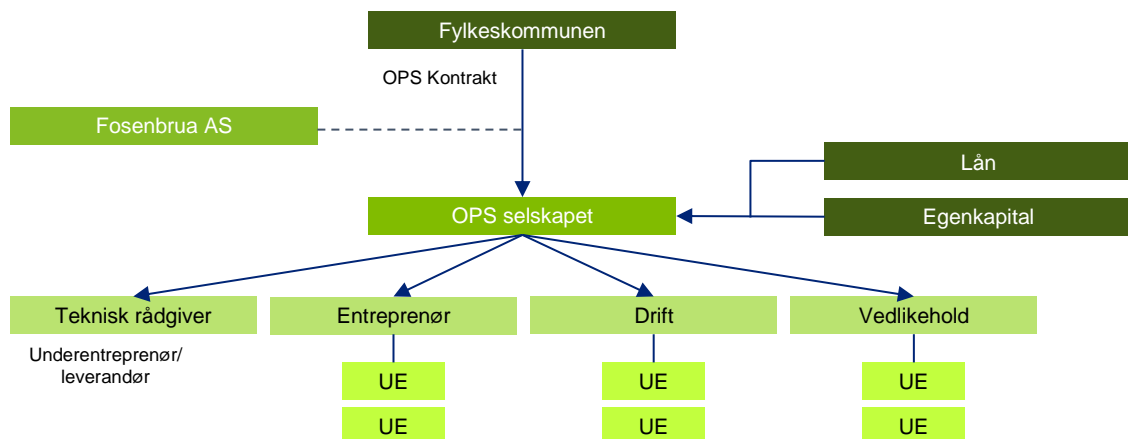 Fylkeskommunen
OPS Kontrakt
Fosenbrua AS
Lån
OPS selskapet
Egenkapital
Teknisk rådgiver
Entreprenør
Drift
Vedlikehold
Underentreprenør/
leverandør
UE
UE
UE
UE
UE
UE